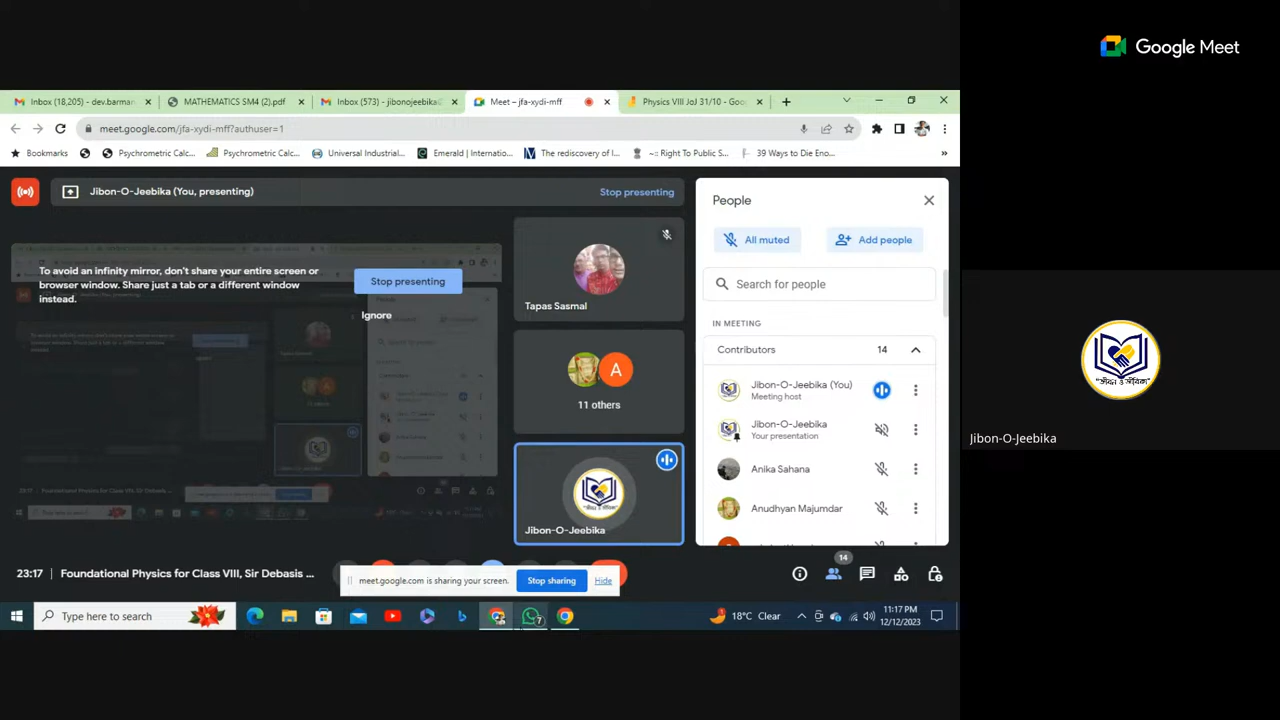 Google Meet
Inbox (18,205) - dev.barma
MATHEMATICS SM4 (2).pdf
Inbox (573) - jibonojeebika@
Meet – jfa-xydi-mff
Physics VIII JoJ 31/10 - Goo
meet.google.com/jfa-xydi-mff?authuser=1
Bookmarks
Psychrometric Calc...
Psychrometric Calc...
Universal Industrial...
Emerald | Internatio...
The rediscovery of I...
~:: Right To Public S...
39 Ways to Die Eno...
»
Jibon-O-Jeebika (You, presenting)
Stop presenting
To avoid an infinity mirror, don't share your entire screen or
browser window. Share just a tab or a different window
instead.
Stop presenting
Ignore
Tapas Sasmal
A
11 others
Jibon-O-Jeebika
People
All muted
Add people
Search for people
IN MEETING
Contributors
14
Jibon-O-Jeebika (You)
Meeting host
Jibon-O-Jeebika
Your presentation
Anika Sahana
Anudhyan Majumdar
23:17 | Foundational Physics for Class VIII, Sir Debasis ...
meet.google.com is sharing your screen.
Stop sharing
Hide
14
Type here to search
7
18°C Clear
11:17 PM
12/12/2023
"জীবন ও জীবিকা"
Jibon-O-Jeebika